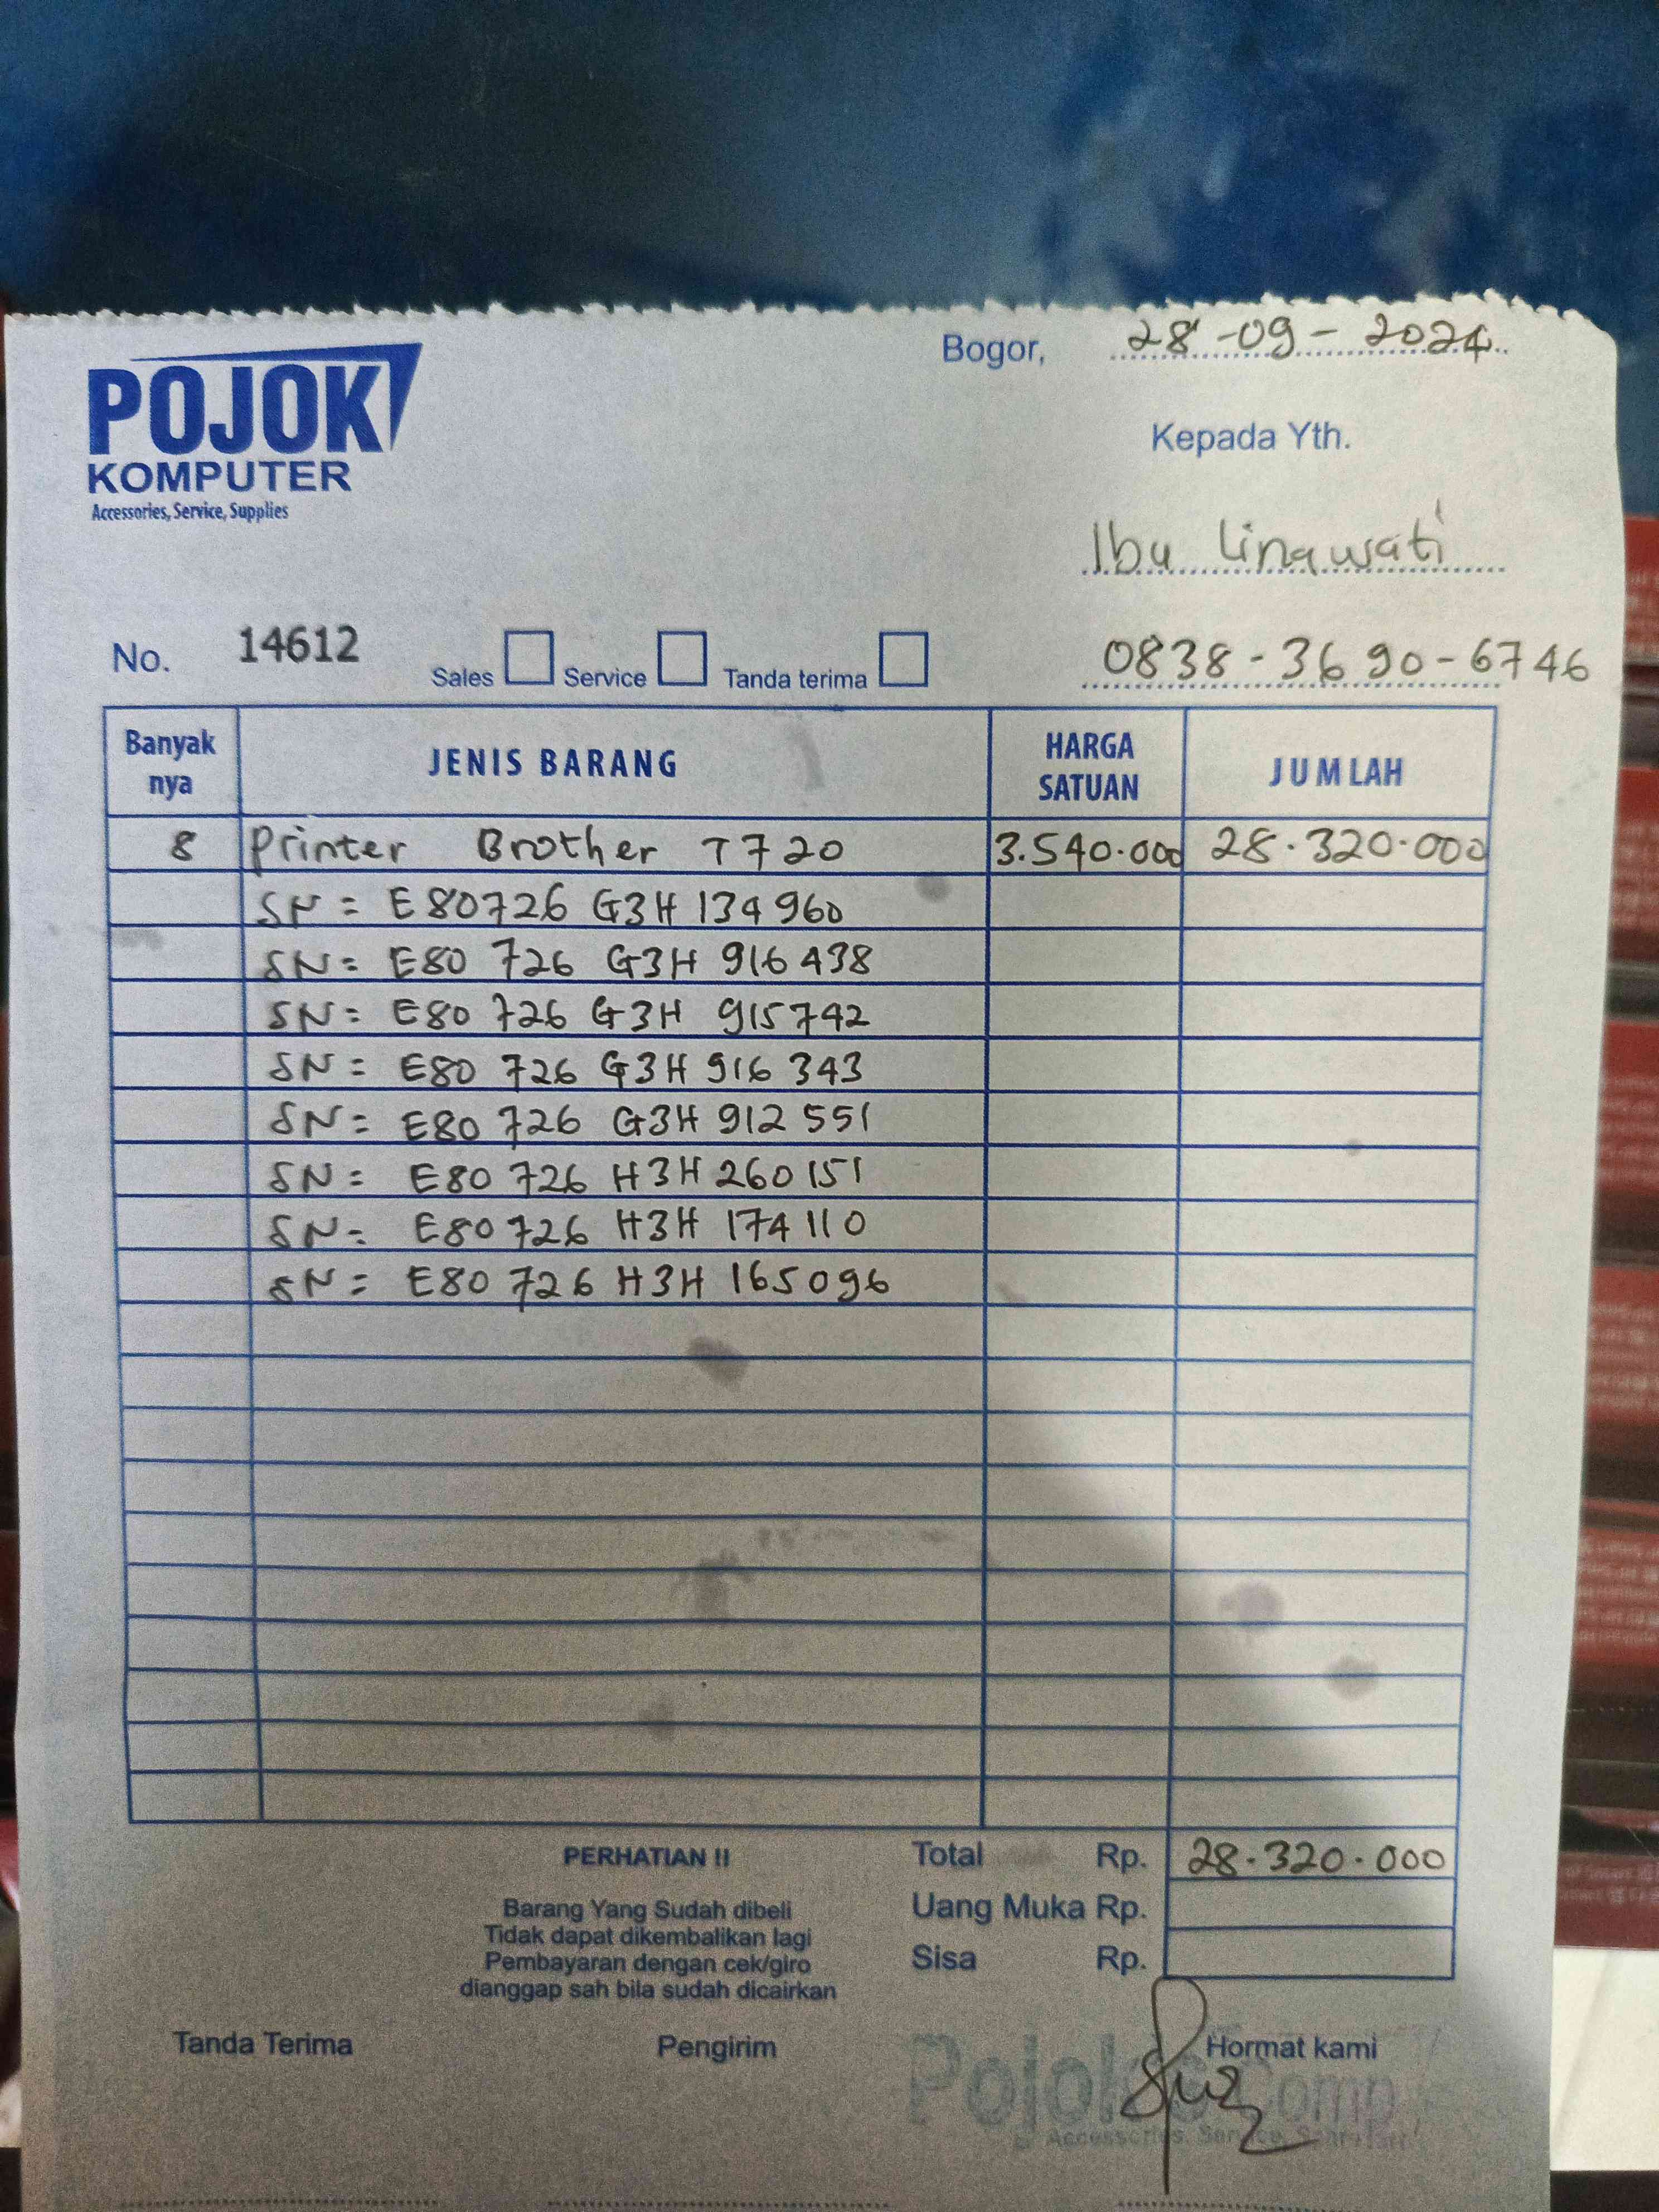 Bogor, 28-09-2024
POJOK
KOMPUTER
Accessories, Service, Supplies
Kepada Yth.
Ibu Linawati
No. 14612 Sales Service Tanda terima
0838-3690-6746
Banyak nya JENIS BARANG HARGA SATUAN JUMLAH
8 Printer Brother T720 3.540.000 28.320.000
SN = E80726 G3H 134960
SN = E80 726 G3H 916438
SN = E80 726 G3H 915742
SN = E80 726 G3H 916343
SN = E80 726 G3H 912551
SN = E80 726 H3H 260151
SN = E80 726 H3H 174110
SN = E80 726 H3H 165096
PERHATIAN !!
Barang Yang Sudah dibeli
Tidak dapat dikembalikan lagi
Pembayaran dengan cek/giro
dianggap sah bila sudah dicairkan
Total Rp. 28.320.000
Uang Muka Rp.
Sisa Rp.
Tanda Terima Pengirim Hormat kami
Pojok Comp